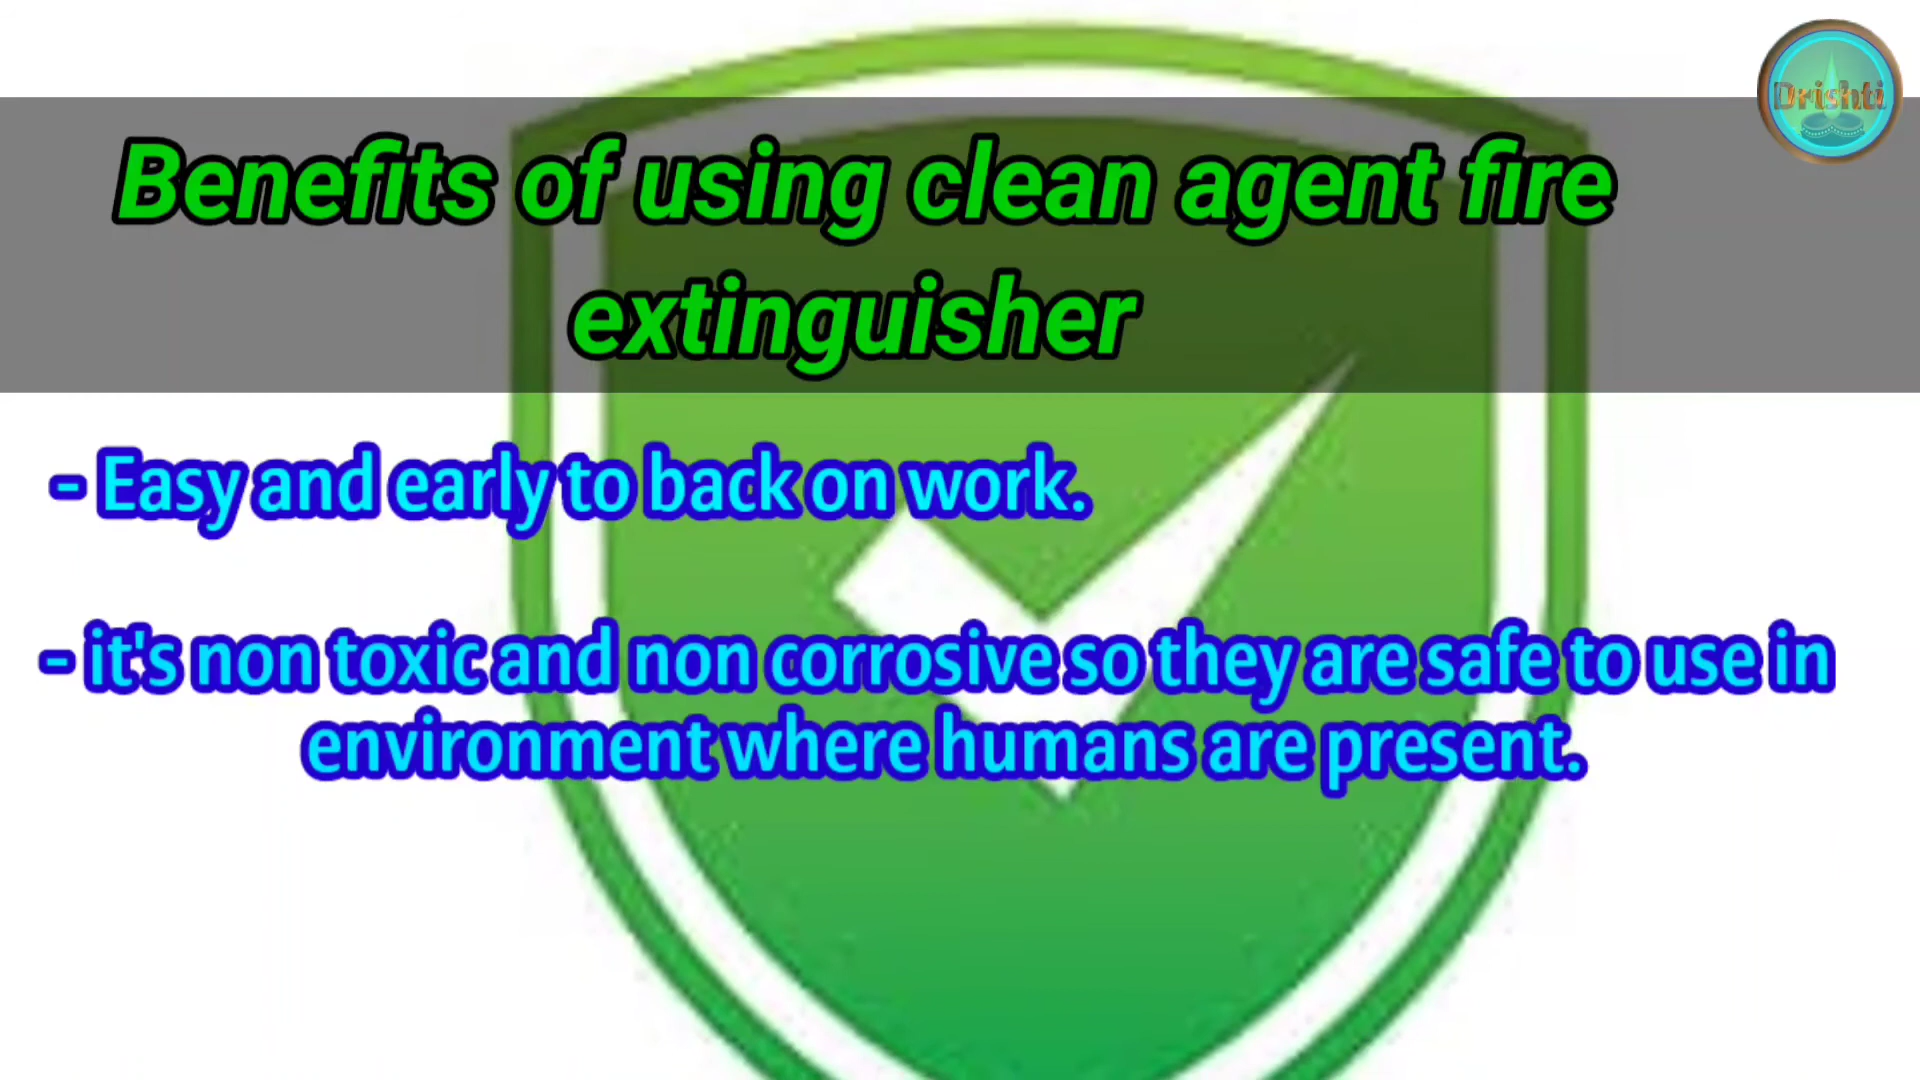 Drishti
Benefits of using clean agent fire
extinguisher
- Easy and early to back on work.
- it's non toxic and non corrosive so they are safe to use in
environment where humans are present.